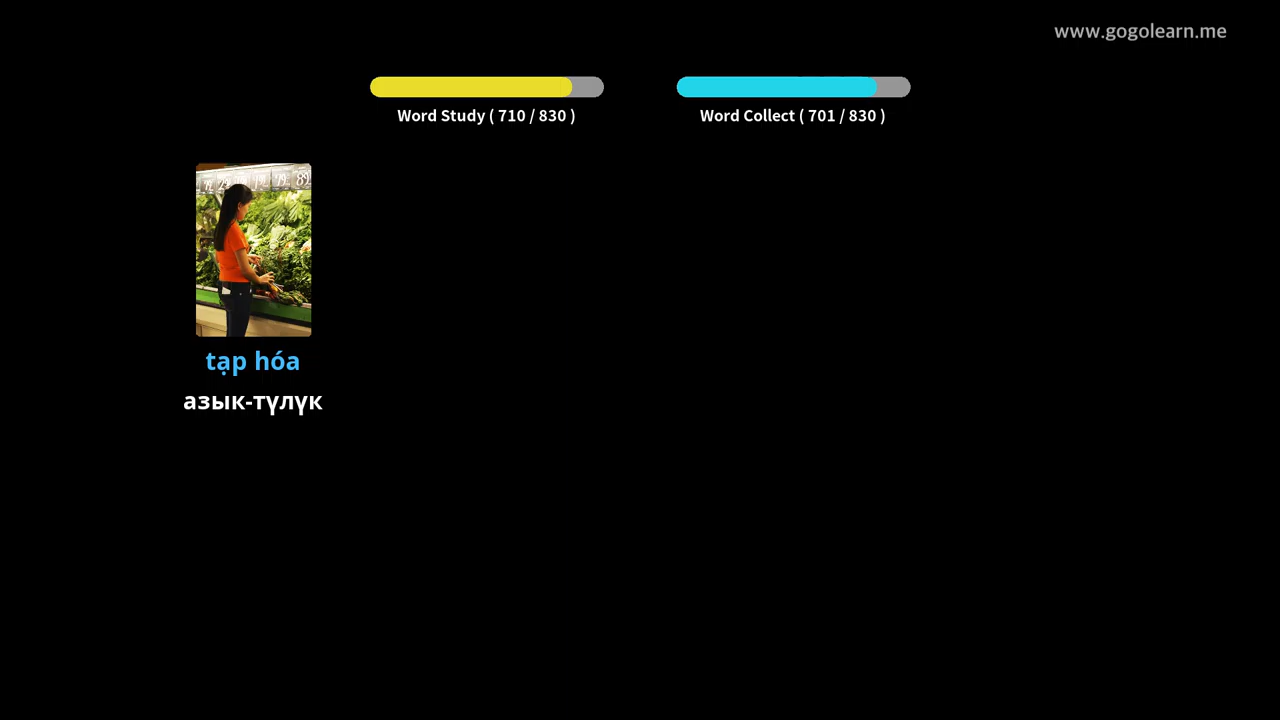 www.gogolearn.me
Word Study ( 710 / 830 )
Word Collect ( 701 / 830 )
tạp hóa
азык-түлүк